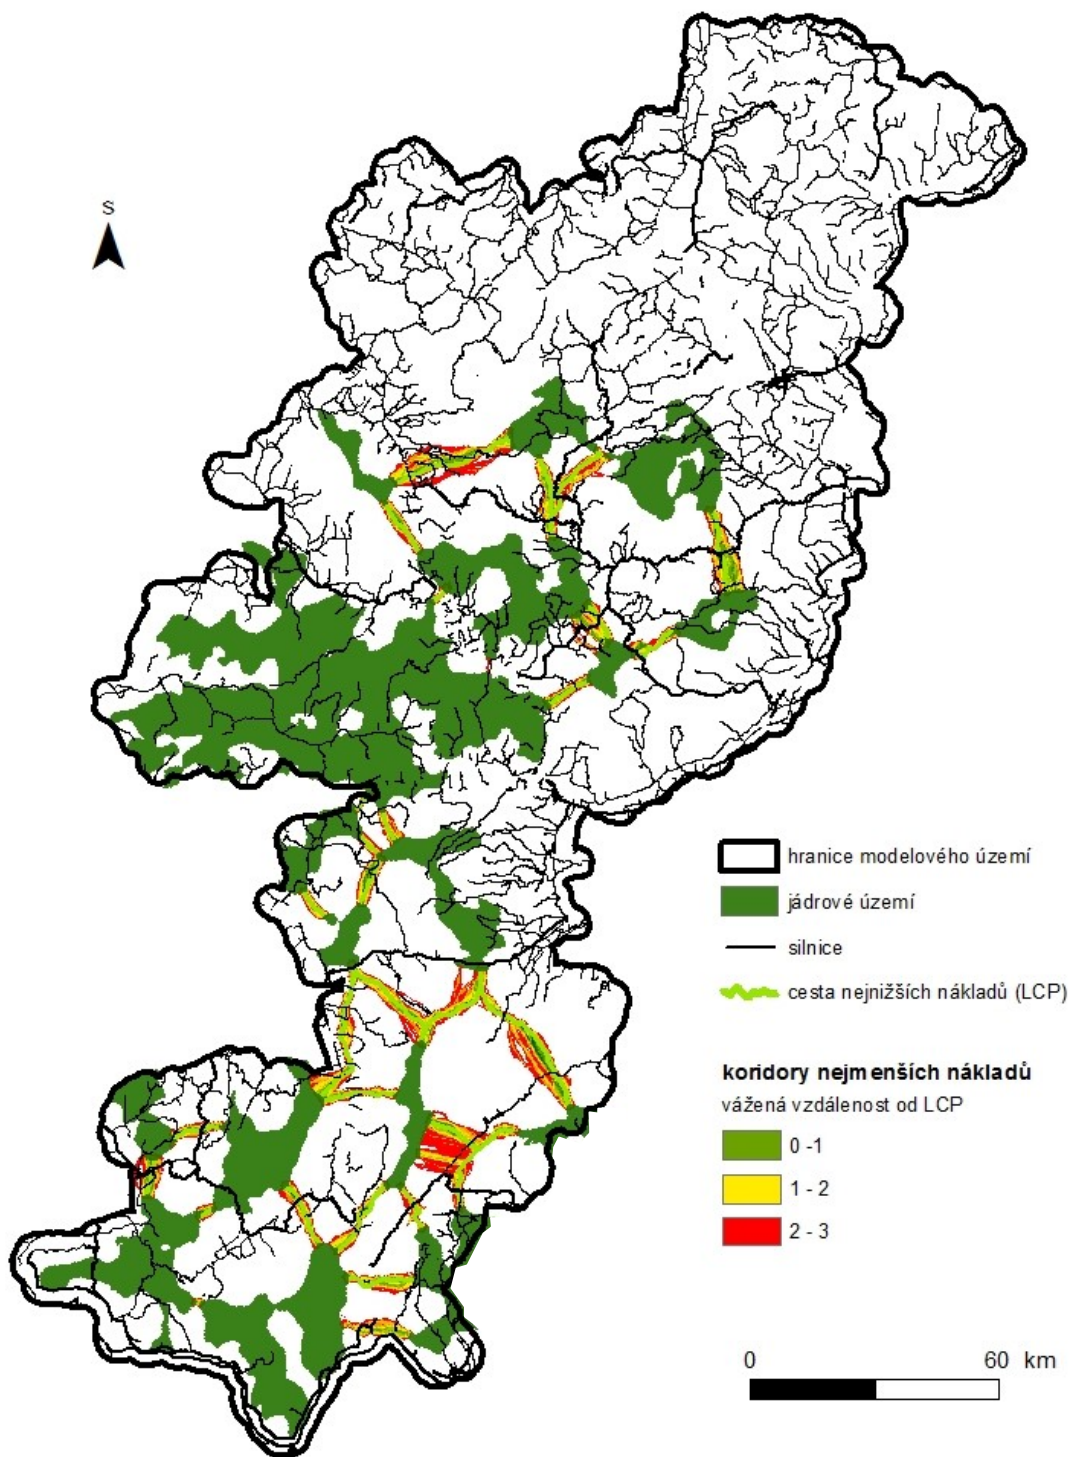 S
hranice modelového území
jádrové území
silnice
cesta nejnižších nákladů (LCP)
koridory nejmenších nákladů
vážená vzdálenost od LCP
0 -1
1 - 2
2 - 3
0 60 km